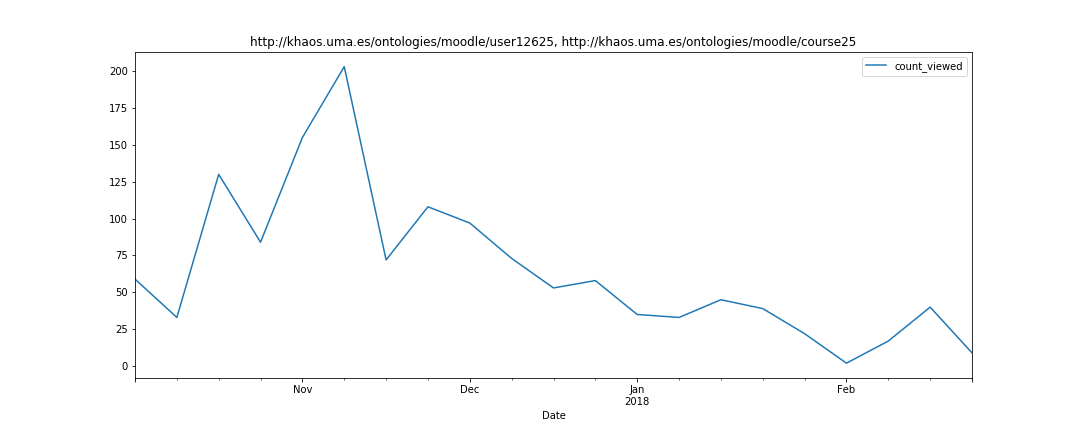 http://khaos.uma.es/ontologies/moodle/user12625, http://khaos.uma.es/ontologies/moodle/course25
count_viewed
200
175
150
125
100
75
50
25
0
Nov
Dec
Jan
2018
Feb
Date